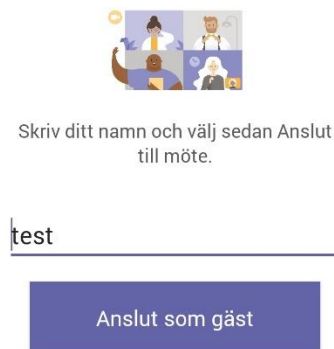 Skriv ditt namn och välj sedan Anslut
till möte.
test
Anslut som gäst